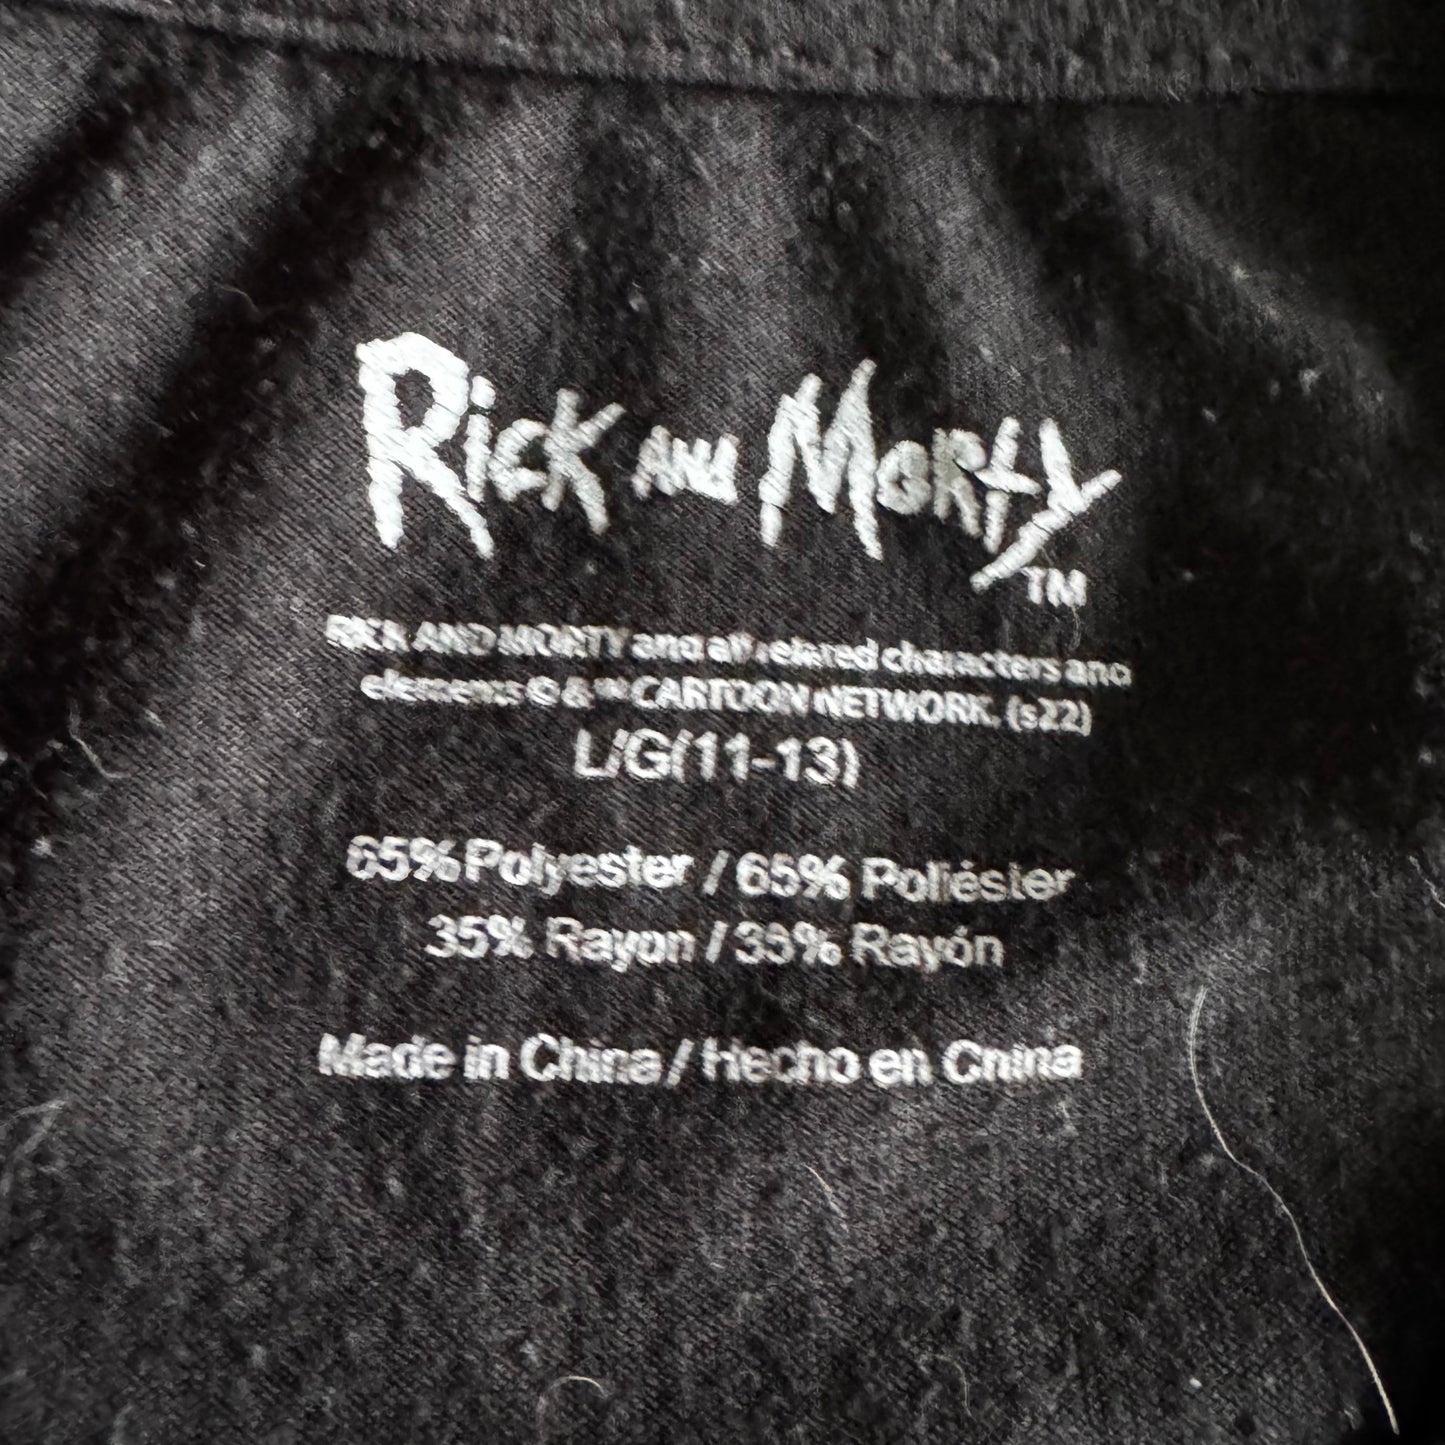 Rick and Morty
TM
RICK AND MORTY and all related characters and
elements © & ™ CARTOON NETWORK. (s22)
L/G(11-13)
65% Polyester / 65% Poliéster
35% Rayon / 35% Rayón
Made in China / Hecho en China